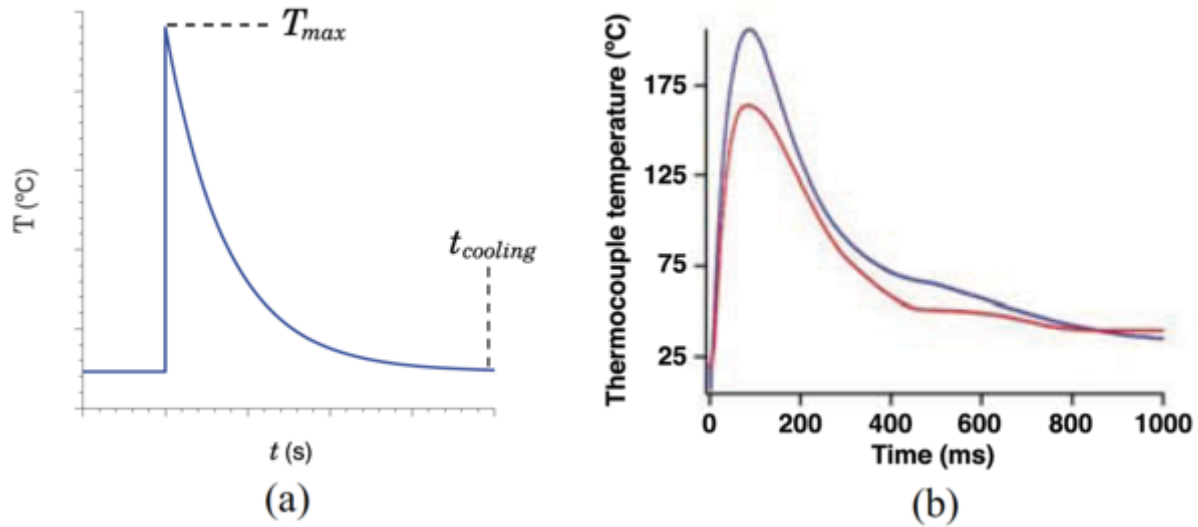 T_max
T (°C)
t_cooling
t (s)
(a)
Thermocouple temperature (°C)
175
125
75
25
0
200
400
600
800
1000
Time (ms)
(b)